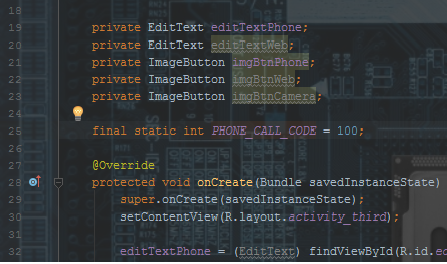 18
19 private EditText editTextPhone;
20 private EditText editTextWeb;
21 private ImageButton imgBtnPhone;
22 private ImageButton imgBtnWeb;
23 private ImageButton imgBtnCamera;
24
25 final static int PHONE_CALL_CODE = 100;
26
27 @Override
28 protected void onCreate(Bundle savedInstanceState)
29 super.onCreate(savedInstanceState);
30 setContentView(R.layout.activity_third);
31
32 editTextPhone = (EditText) findViewById(R.id.ed